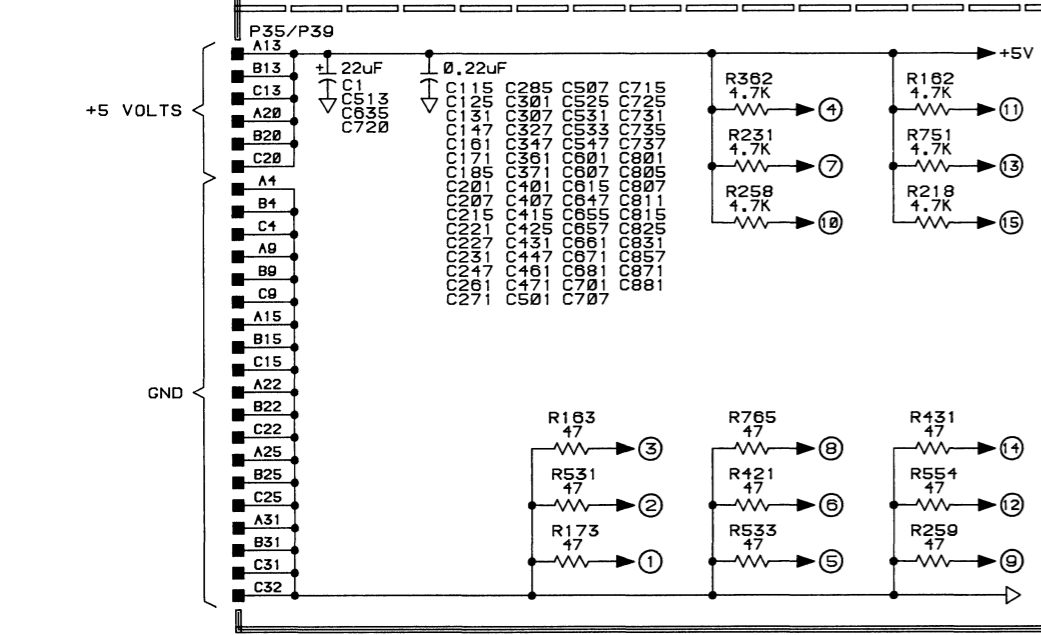 P35/P39
A13
B13
C13
A20
B20
C20
+5 VOLTS
A4
B4
C4
A9
B9
C9
A15
B15
C15
A22
B22
C22
A25
B25
C25
A31
B31
C31
C32
GND
+ 22uF
C1
C513
C635
C720
0.22uF
C115 C285 C507 C715
C125 C301 C525 C725
C131 C307 C531 C731
C147 C327 C533 C735
C161 C347 C547 C737
C171 C361 C601 C801
C185 C371 C607 C805
C201 C401 C615 C807
C207 C407 C647 C811
C215 C415 C655 C815
C221 C425 C657 C825
C227 C431 C661 C831
C231 C447 C671 C857
C247 C461 C681 C871
C261 C471 C701 C881
C271 C501 C707
+5V
R362
4.7K
4
R231
4.7K
7
R258
4.7K
10
R162
4.7K
11
R751
4.7K
13
R218
4.7K
15
R163
47
3
R531
47
2
R173
47
1
R765
47
8
R421
47
6
R533
47
5
R431
47
14
R554
47
12
R259
47
9